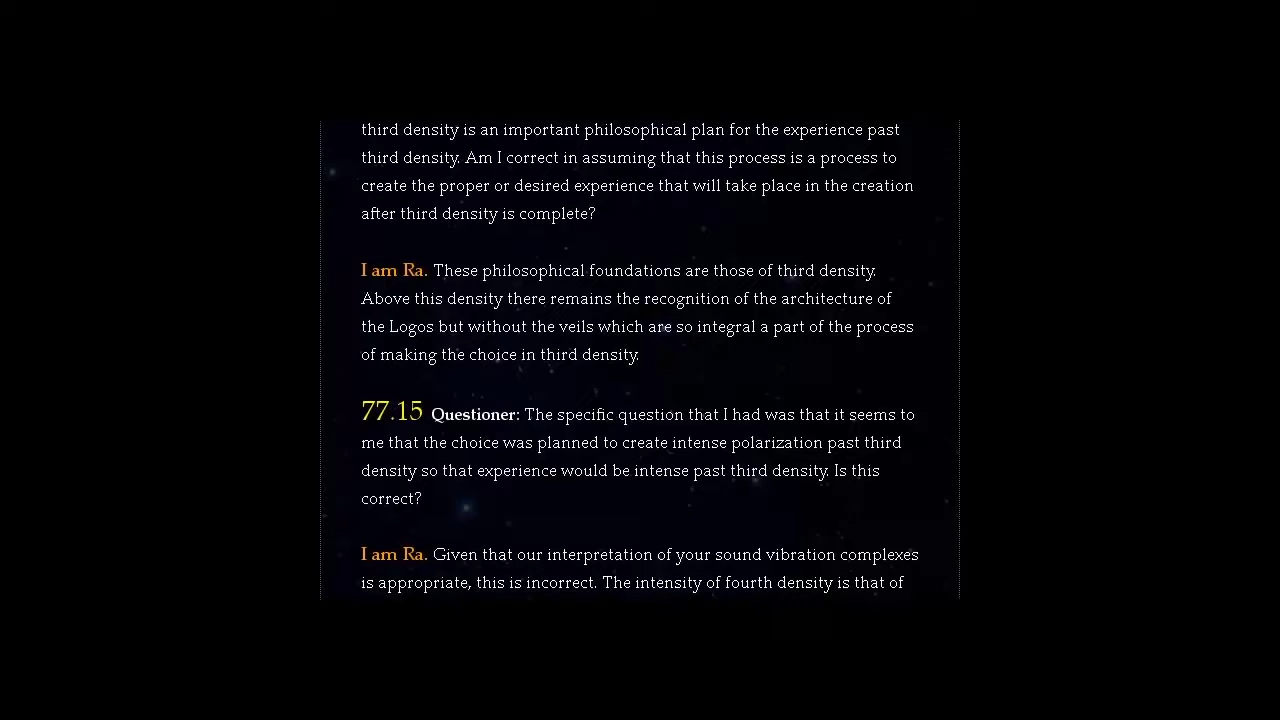 third density is an important philosophical plan for the experience past
third density. Am I correct in assuming that this process is a process to
create the proper or desired experience that will take place in the creation
after third density is complete?
I am Ra. These philosophical foundations are those of third density.
Above this density there remains the recognition of the architecture of
the Logos but without the veils which are so integral a part of the process
of making the choice in third density.
77.15 Questioner: The specific question that I had was that it seems to
me that the choice was planned to create intense polarization past third
density so that experience would be intense past third density. Is this
correct?
I am Ra. Given that our interpretation of your sound vibration complexes
is appropriate, this is incorrect. The intensity of fourth density is that of